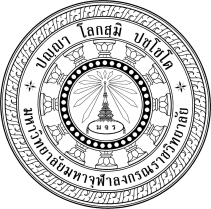 ปญฺญา โลกสฺมิ ปชฺโชโต
ม จ ร
มหาวิทยาลัยมหาจุฬาลงกรณราชวิทยาลัย